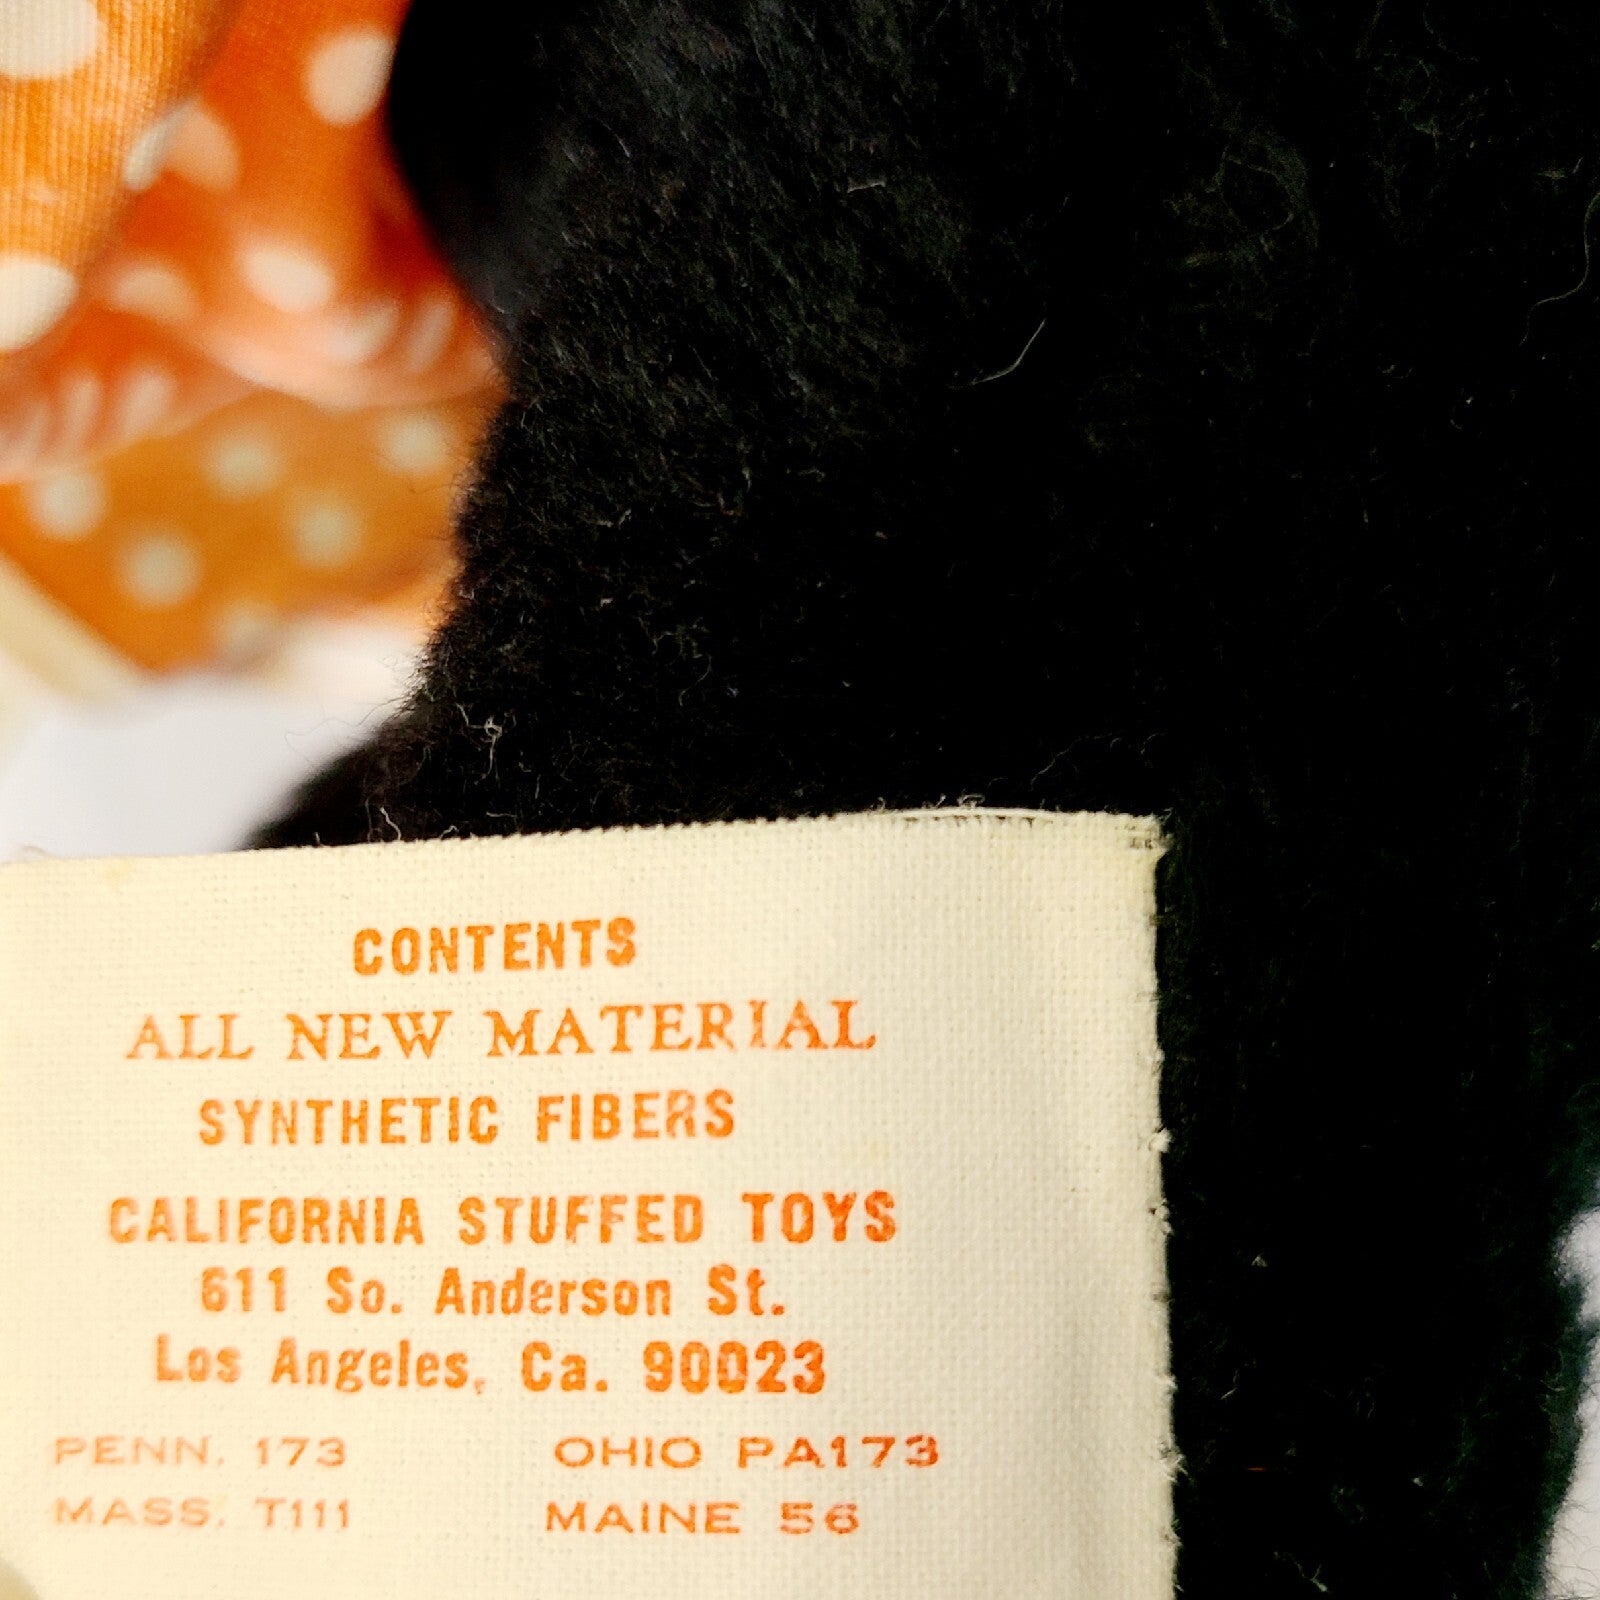 CONTENTS
ALL NEW MATERIAL
SYNTHETIC FIBERS
CALIFORNIA STUFFED TOYS
611 So. Anderson St.
Los Angeles, Ca. 90023
PENN. 173 OHIO PA173
MASS. T111 MAINE 56